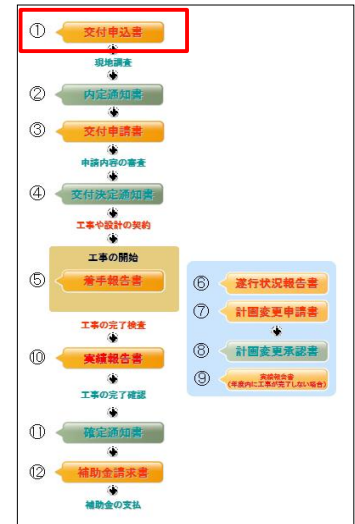 ① 交付申込書
現地調査
② 内定通知書
③ 交付申請書
申請内容の審査
④ 交付決定通知書
工事や設計の契約
工事の開始
⑤ 着手報告書
工事の完了検査
⑩ 実績報告書
工事の完了確認
⑪ 確定通知書
⑫ 補助金請求書
補助金の支払
⑥ 遂行状況報告書
⑦ 計画変更申請書
⑧ 計画変更承認書
⑨ 実績報告書
(年度内に工事が完了しない場合)